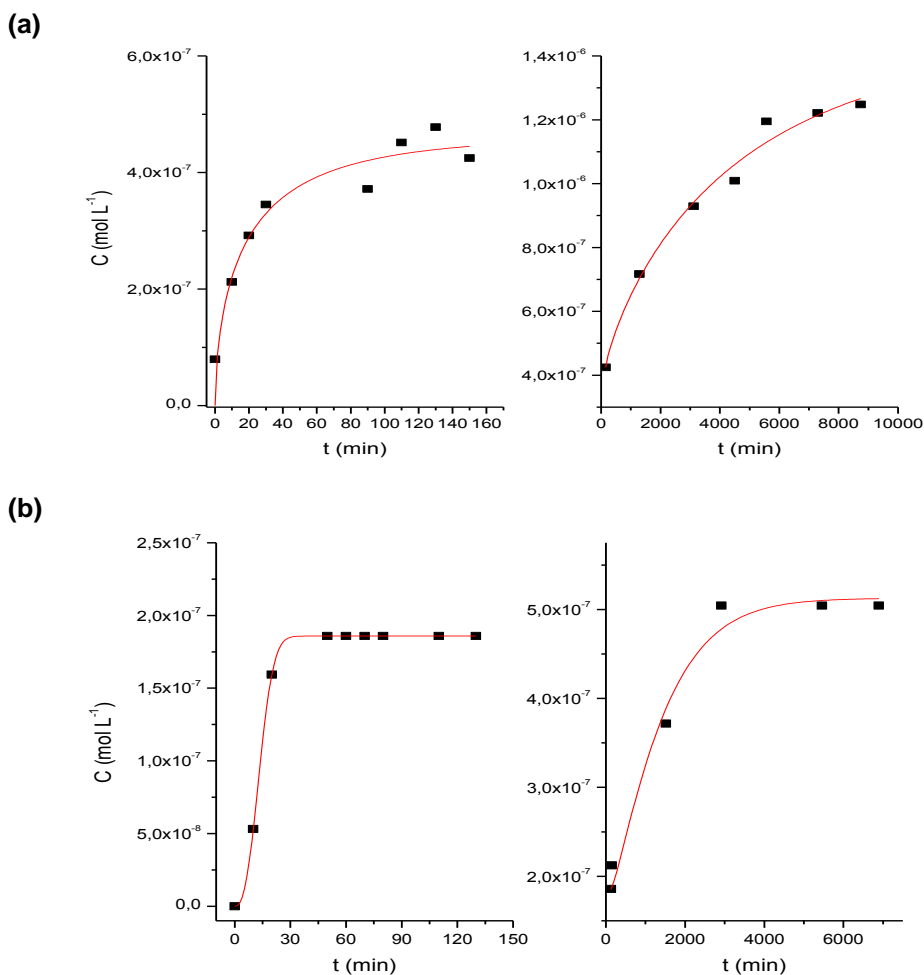 (a)
6,0x10⁻⁷
4,0x10⁻⁷
2,0x10⁻⁷
0,0
C (mol L⁻¹)
0 20 40 60 80 100 120 140 160
t (min)
1,4x10⁻⁶
1,2x10⁻⁶
1,0x10⁻⁶
8,0x10⁻⁷
6,0x10⁻⁷
4,0x10⁻⁷
0 2000 4000 6000 8000 10000
t (min)
(b)
2,5x10⁻⁷
2,0x10⁻⁷
1,5x10⁻⁷
1,0x10⁻⁷
5,0x10⁻⁸
0,0
C (mol L⁻¹)
0 30 60 90 120 150
t (min)
5,0x10⁻⁷
4,0x10⁻⁷
3,0x10⁻⁷
2,0x10⁻⁷
0 2000 4000 6000
t (min)